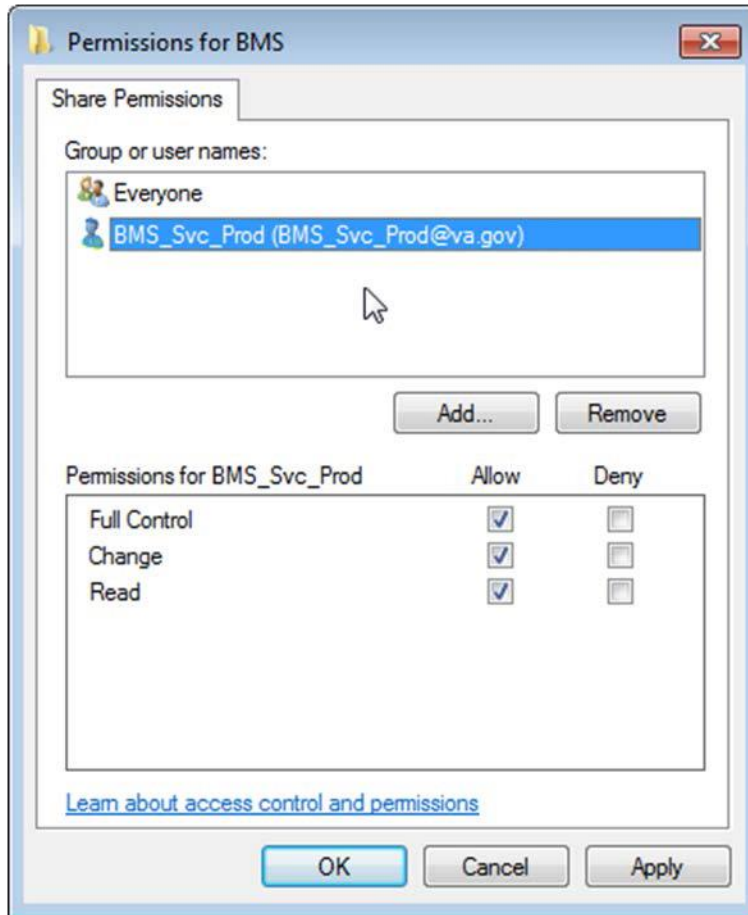 Permissions for BMS
Share Permissions
Group or user names:
Everyone
BMS_Svc_Prod (BMS_Svc_Prod@va.gov)
Add... Remove
Permissions for BMS_Svc_Prod Allow Deny
Full Control
Change
Read
Learn about access control and permissions
OK Cancel Apply